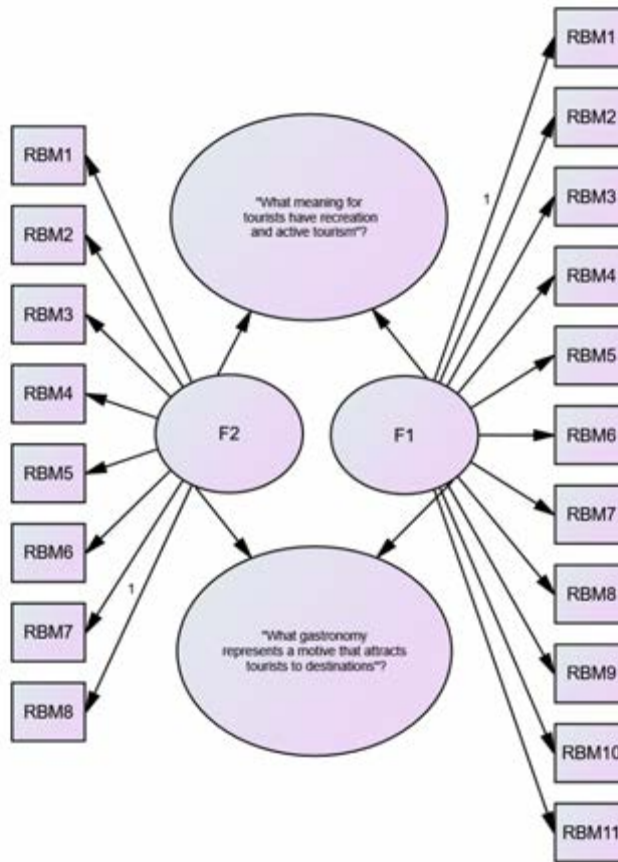 RBM1
RBM2
RBM3
RBM4
RBM5
RBM6
RBM7
RBM8
1
"What meaning for
tourists have recreation
and active tourism"?
F2
F1
"What gastronomy
represents a motive that attracts
tourists to destinations"?
1
RBM1
RBM2
RBM3
RBM4
RBM5
RBM6
RBM7
RBM8
RBM9
RBM10
RBM11